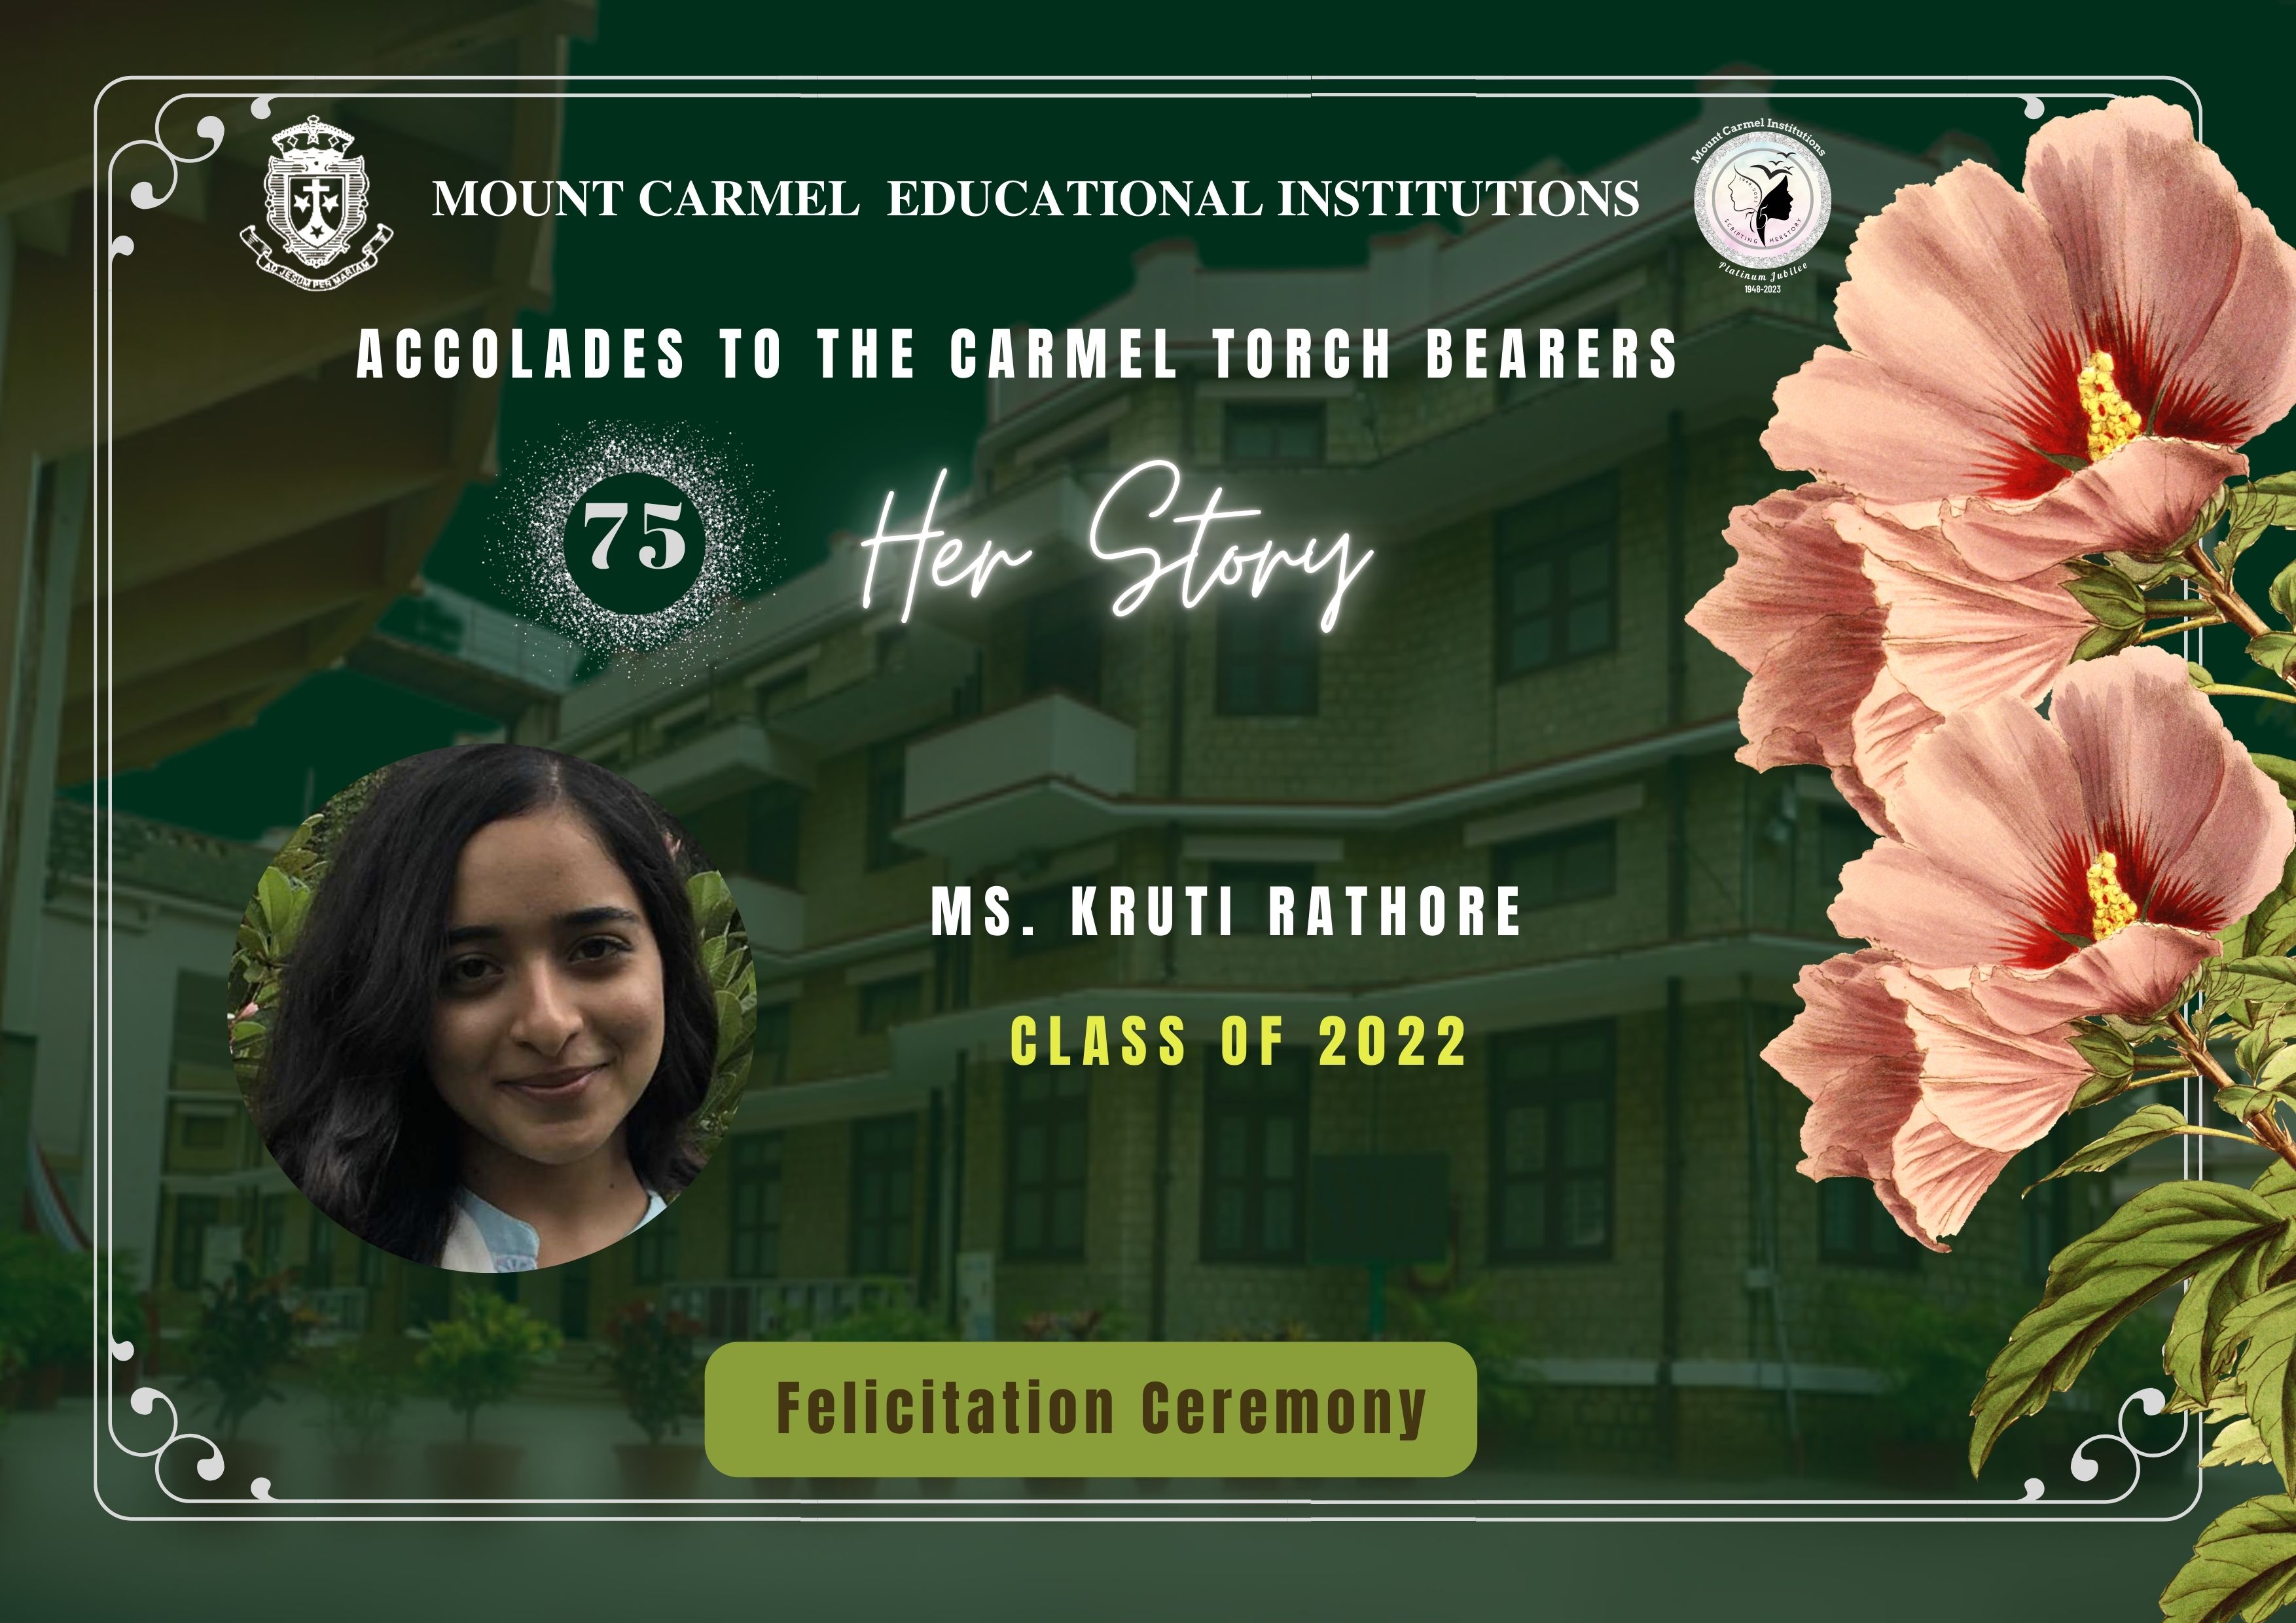 MOUNT CARMEL EDUCATIONAL INSTITUTIONS
AD JESUM PER MARIAM
Mount Carmel Institutions
SCRIPTING HERSTORY
Platinum Jubilee
1948-2023
ACCOLADES TO THE CARMEL TORCH BEARERS
75
Her Story
MS. KRUTI RATHORE
CLASS OF 2022
Felicitation Ceremony